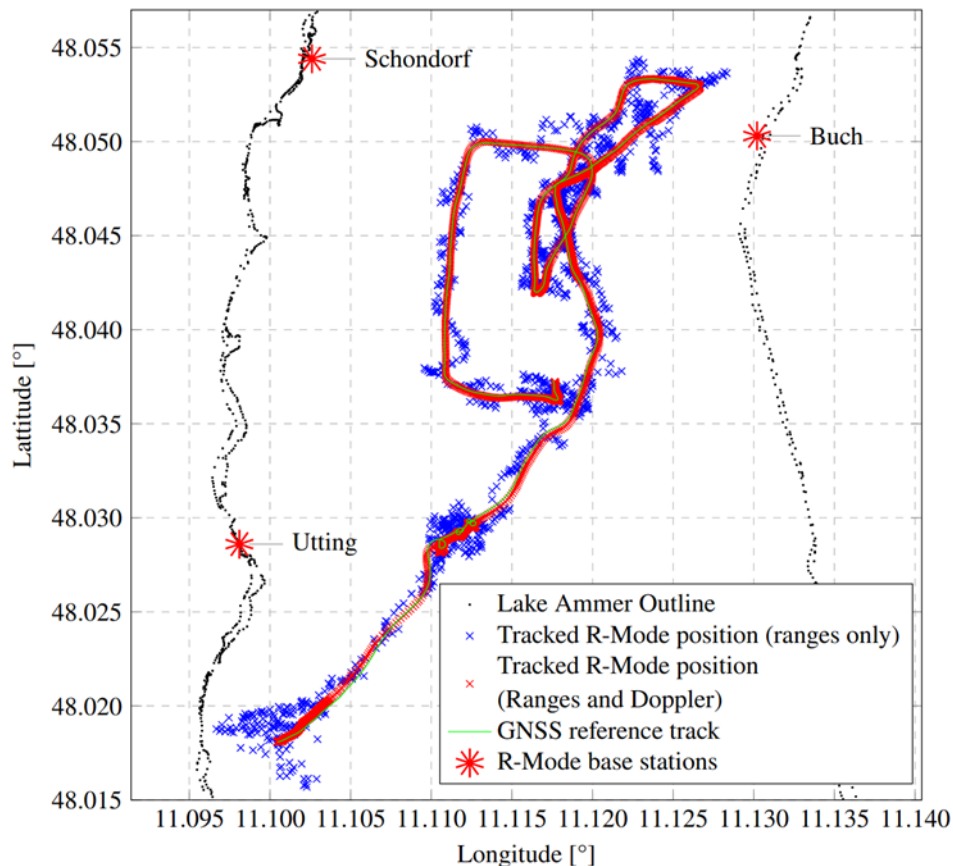 48.055
48.050
48.045
48.040
48.035
48.030
48.025
48.020
48.015
Lattitude [°]
Schondorf
Buch
Utting
Lake Ammer Outline
Tracked R-Mode position (ranges only)
Tracked R-Mode position
(Ranges and Doppler)
GNSS reference track
R-Mode base stations
11.095 11.100 11.105 11.110 11.115 11.120 11.125 11.130 11.135 11.140
Longitude [°]